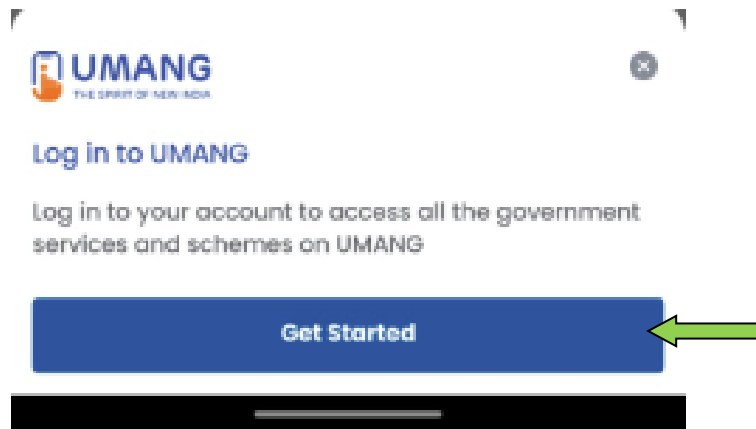 UMANG
THE SPIRIT OF NEW INDIA
Log in to UMANG
Log in to your account to access all the government
services and schemes on UMANG
Get Started